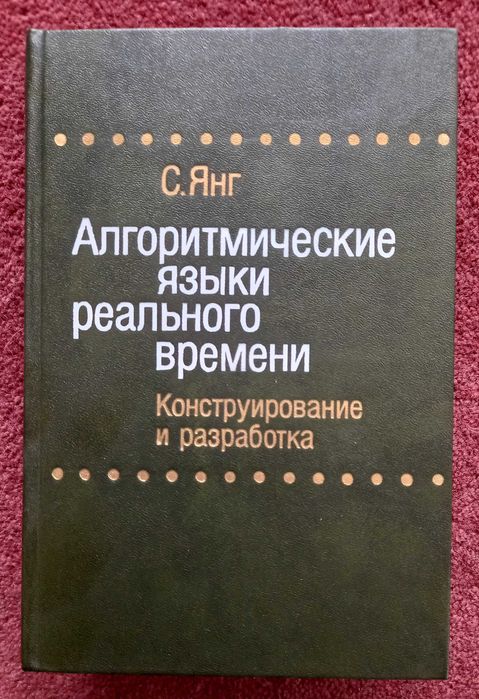 С. Янг
Алгоритмические
языки
реального
времени
Конструирование
и разработка